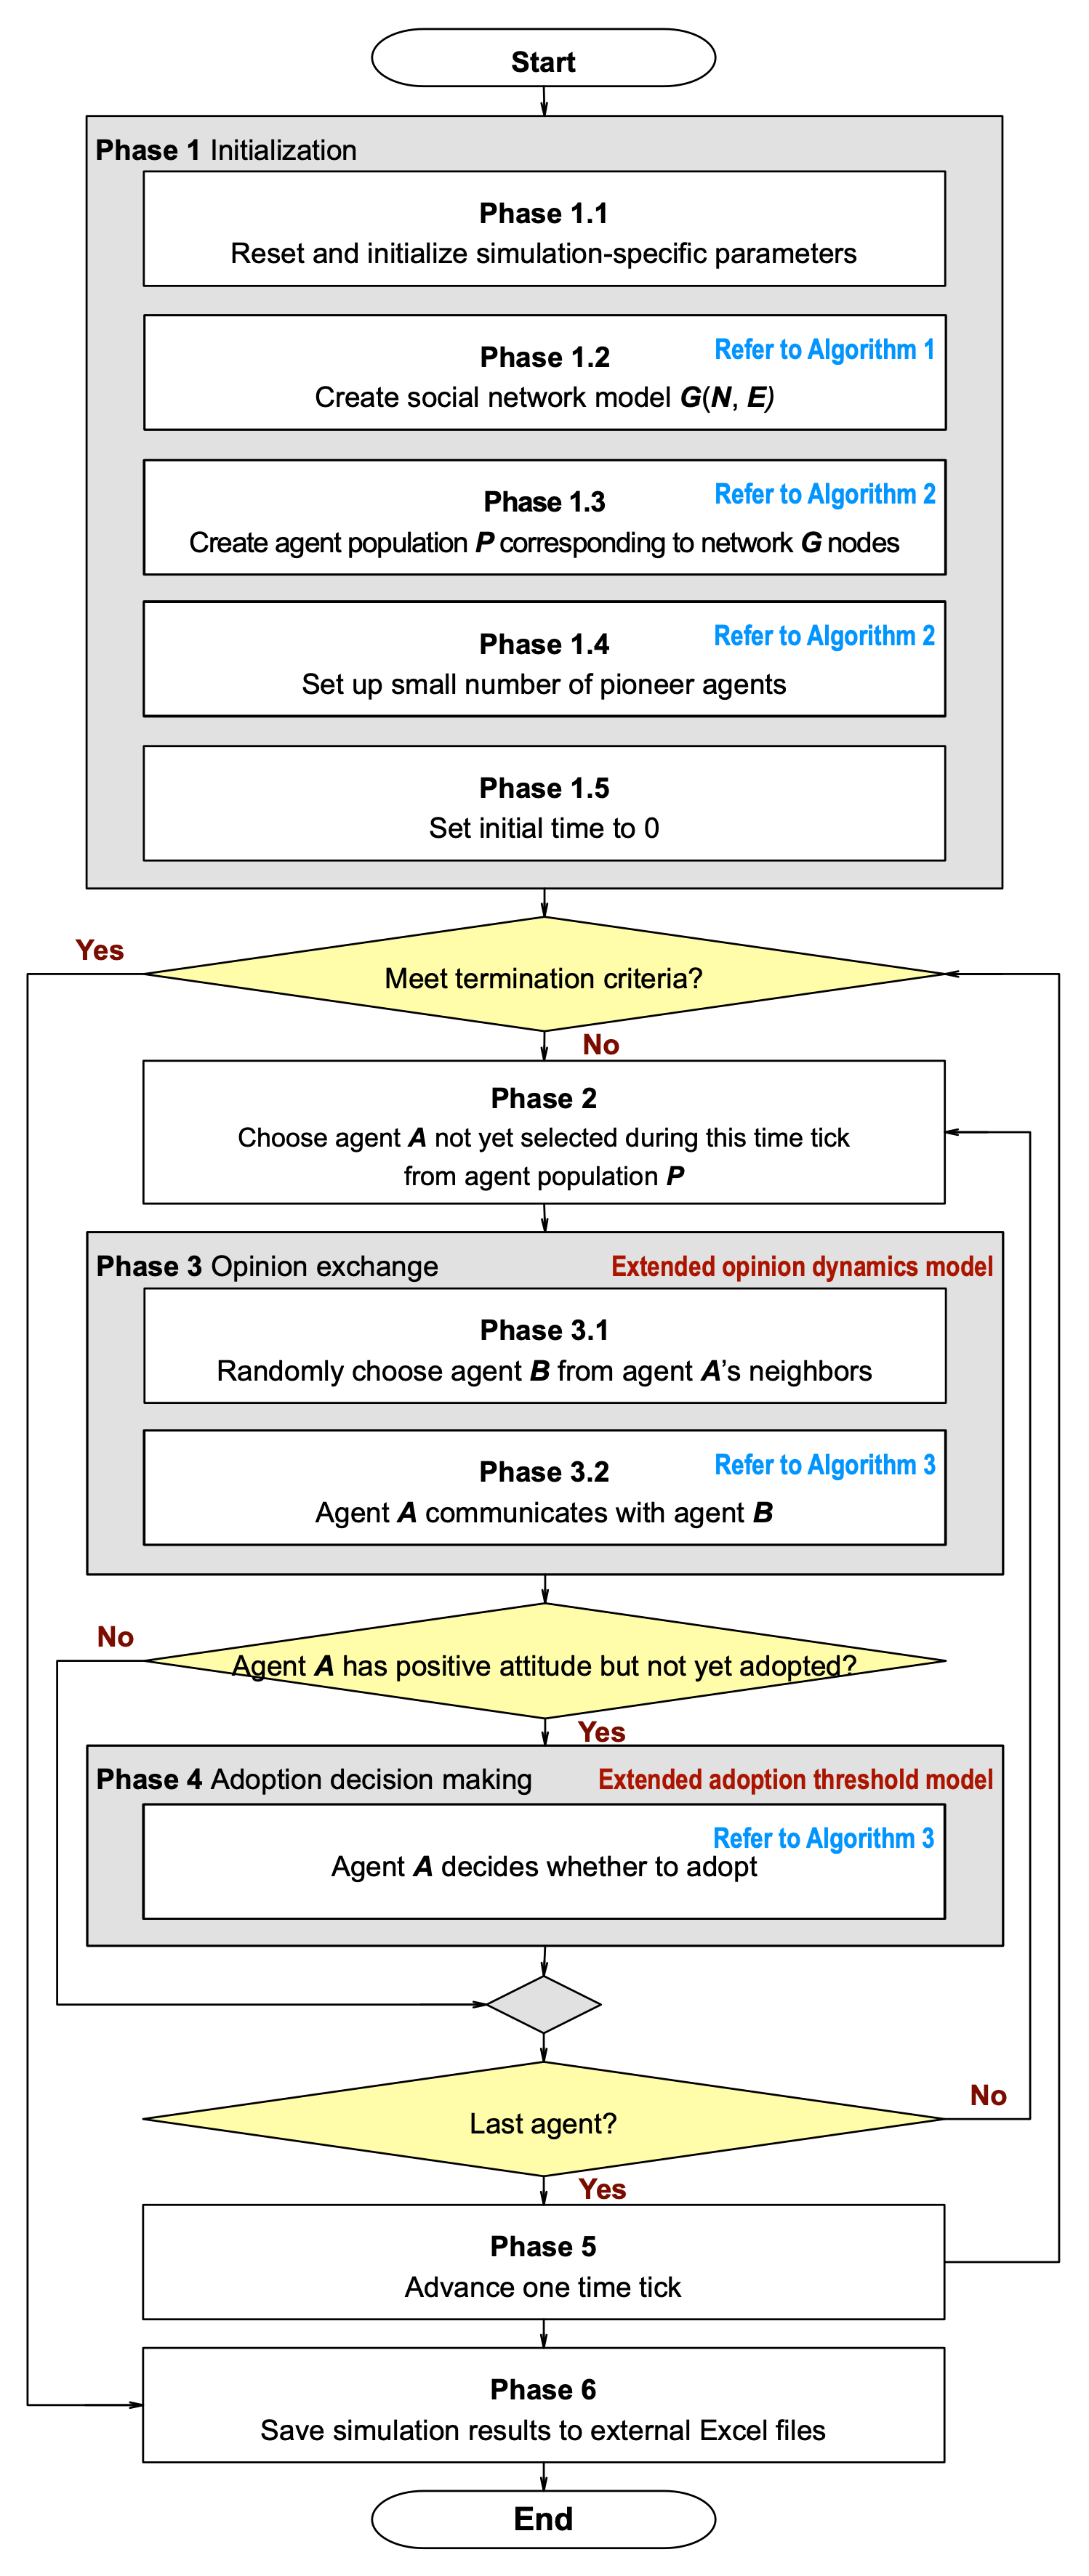 Start
Phase 1 Initialization
Phase 1.1
Reset and initialize simulation-specific parameters
Phase 1.2
Refer to Algorithm 1
Create social network model G(N, E)
Phase 1.3
Refer to Algorithm 2
Create agent population P corresponding to network G nodes
Phase 1.4
Refer to Algorithm 2
Set up small number of pioneer agents
Phase 1.5
Set initial time to 0
Yes
Meet termination criteria?
No
Phase 2
Choose agent A not yet selected during this time tick
from agent population P
Phase 3 Opinion exchange
Extended opinion dynamics model
Phase 3.1
Randomly choose agent B from agent A’s neighbors
Phase 3.2
Refer to Algorithm 3
Agent A communicates with agent B
No
Agent A has positive attitude but not yet adopted?
Yes
Phase 4 Adoption decision making
Extended adoption threshold model
Refer to Algorithm 3
Agent A decides whether to adopt
No
Last agent?
Yes
Phase 5
Advance one time tick
Phase 6
Save simulation results to external Excel files
End